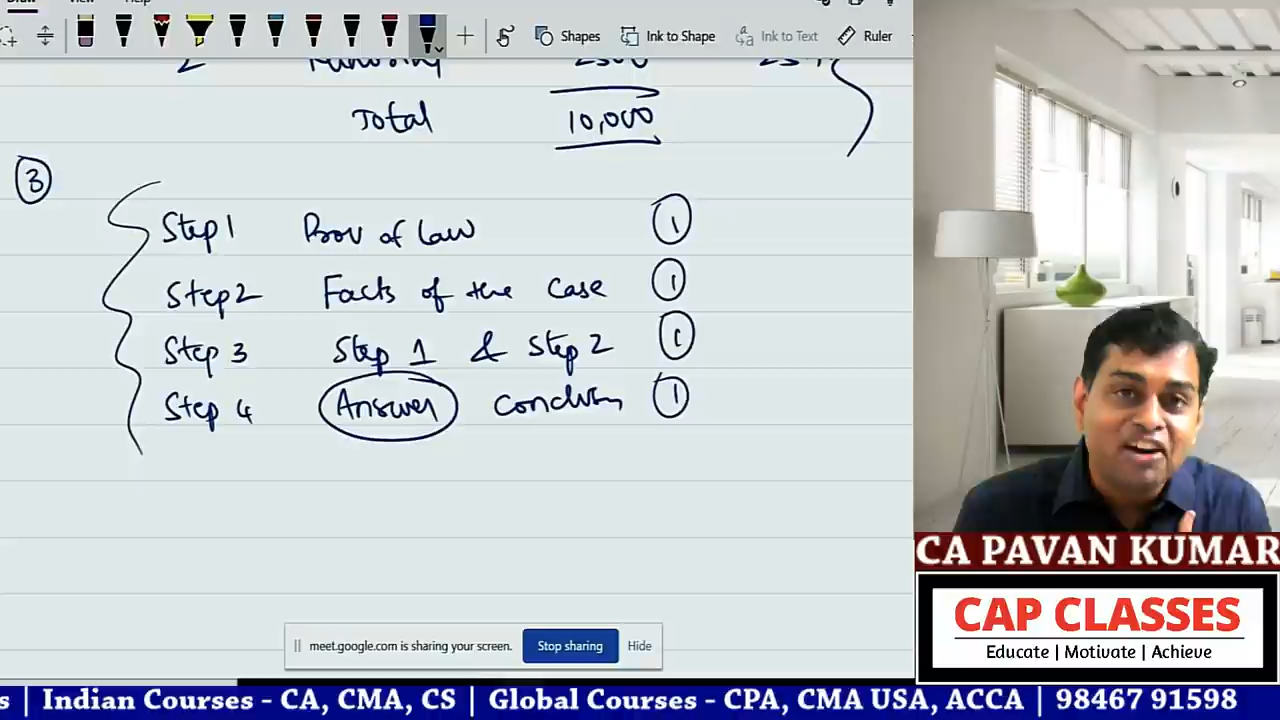 Shapes Ink to Shape Ink to Text Ruler
2
Total 10,000
3
Step 1 Prov of law 1
Step 2 Facts of the case 1
Step 3 Step 1 & Step 2 1
Step 4 Answer 1
CA PAVAN KUMAR
CAP CLASSES
Educate | Motivate | Achieve
meet.google.com is sharing your screen. Stop sharing Hide
s | Indian Courses - CA, CMA, CS | Global Courses - CPA, CMA USA, ACCA | 98467 91598